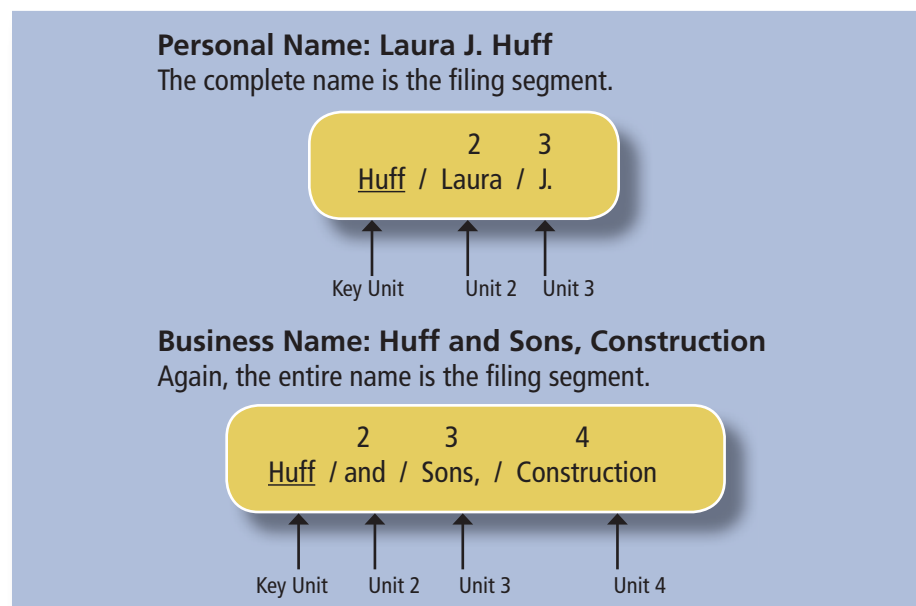 Personal Name: Laura J. Huff
The complete name is the filing segment.
2 3
Huff / Laura / J.
Key Unit Unit 2 Unit 3
Business Name: Huff and Sons, Construction
Again, the entire name is the filing segment.
2 3 4
Huff / and / Sons, / Construction
Key Unit Unit 2 Unit 3 Unit 4